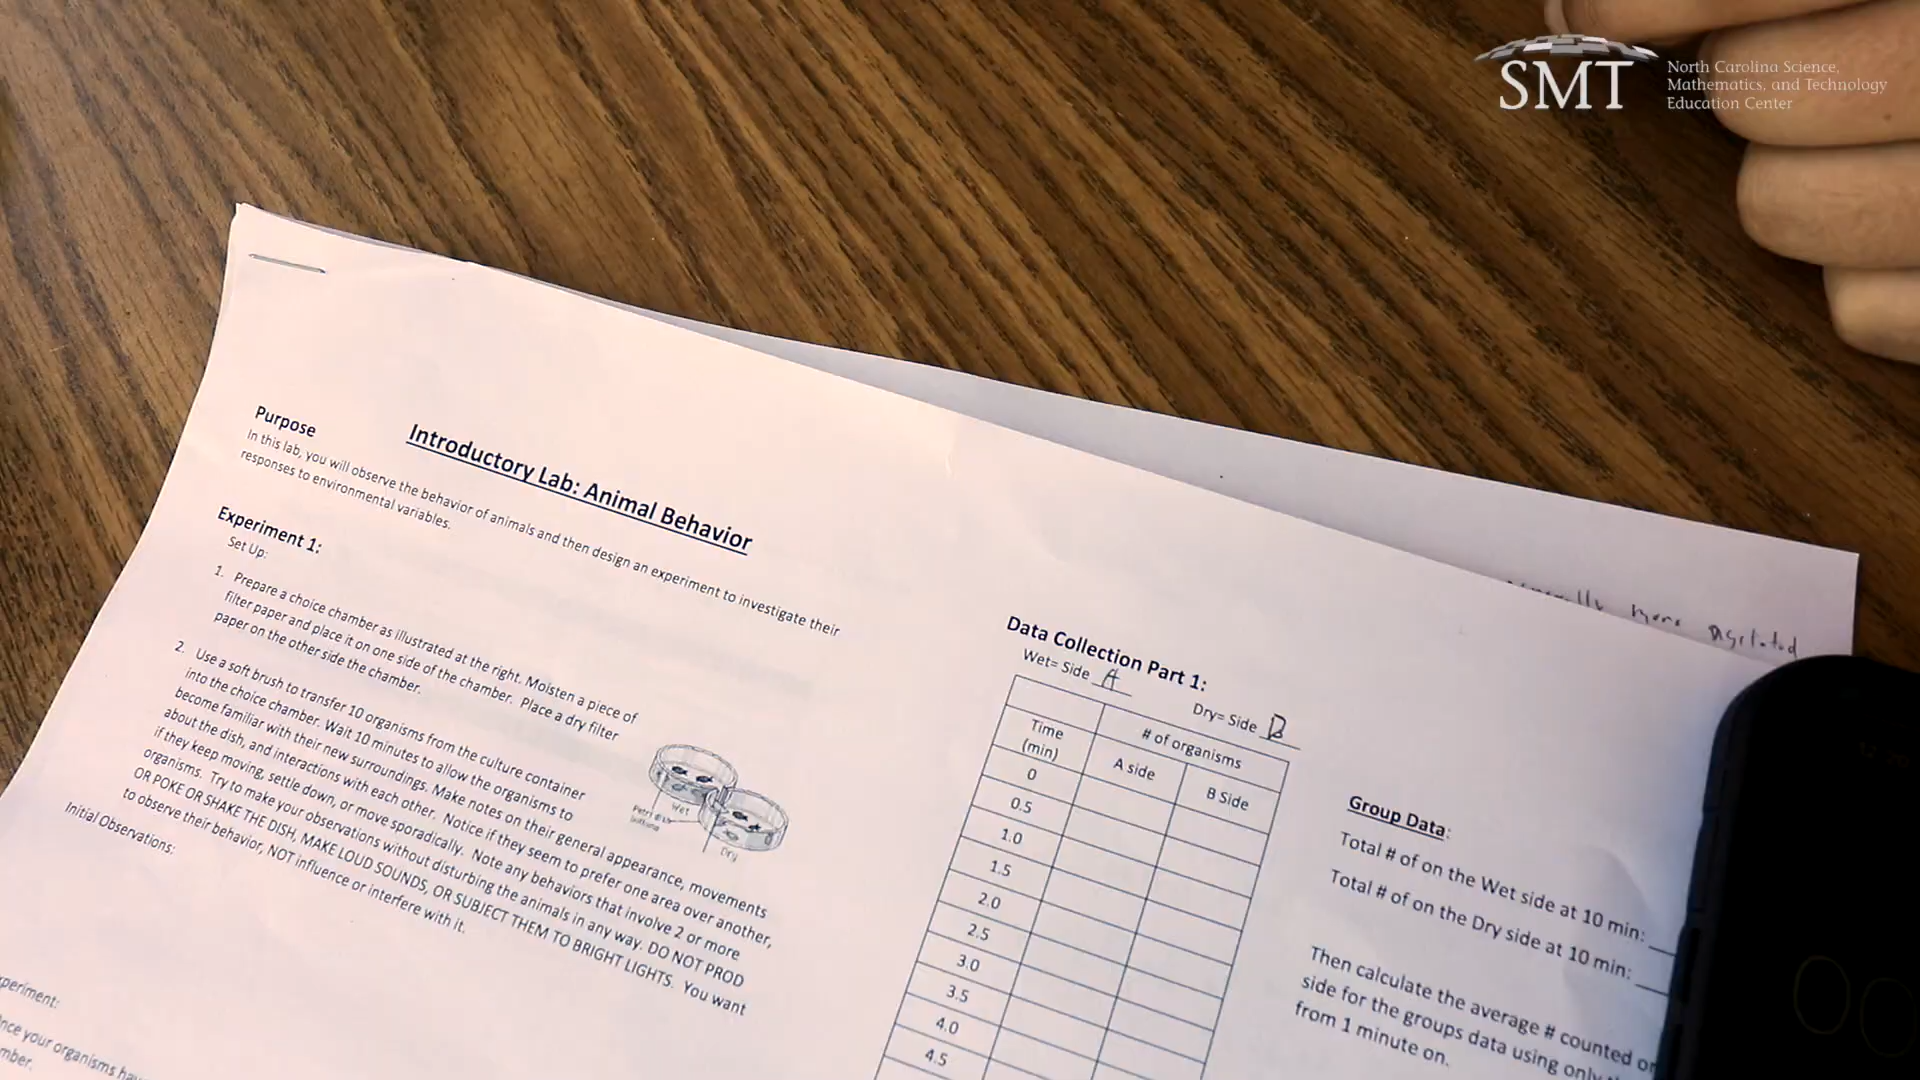 SMT
North Carolina Science,
Mathematics, and Technology
Education Center
Introductory Lab: Animal Behavior
Purpose
In this lab, you will observe the behavior of animals and then design an experiment to investigate their
responses to environmental variables.
Experiment 1:
Set Up:
1. Prepare a choice chamber as illustrated at the right. Moisten a piece of
filter paper and place it on one side of the chamber. Place a dry filter
paper on the other side the chamber.
2. Use a soft brush to transfer 10 organisms from the culture container
into the choice chamber. Wait 10 minutes to allow the organisms to
become familiar with their new surroundings. Make notes on their general appearance, movements
about the dish, and interactions with each other. Notice if they seem to prefer one area over another,
if they keep moving, settle down, or move sporadically. Note any behaviors that involve 2 or more
organisms. Try to make your observations without disturbing the animals in any way. DO NOT PROD
OR POKE OR SHAKE THE DISH, MAKE LOUD SOUNDS, OR SUBJECT THEM TO BRIGHT LIGHTS. You want
to observe their behavior, NOT influence or interfere with it.
Initial Observations:
Wet
Dry
periment:
nce your organisms hav
mber.
Data Collection Part 1:
Wet= Side A
Dry= Side B
Time
(min)
# of organisms
A side
B Side
0
0.5
1.0
1.5
2.0
2.5
3.0
3.5
4.0
4.5
Group Data:
Total # of on the Wet side at 10 min:
Total # of on the Dry side at 10 min:
Then calculate the average # counted or
side for the groups data using only
from 1 minute on.
more agitated